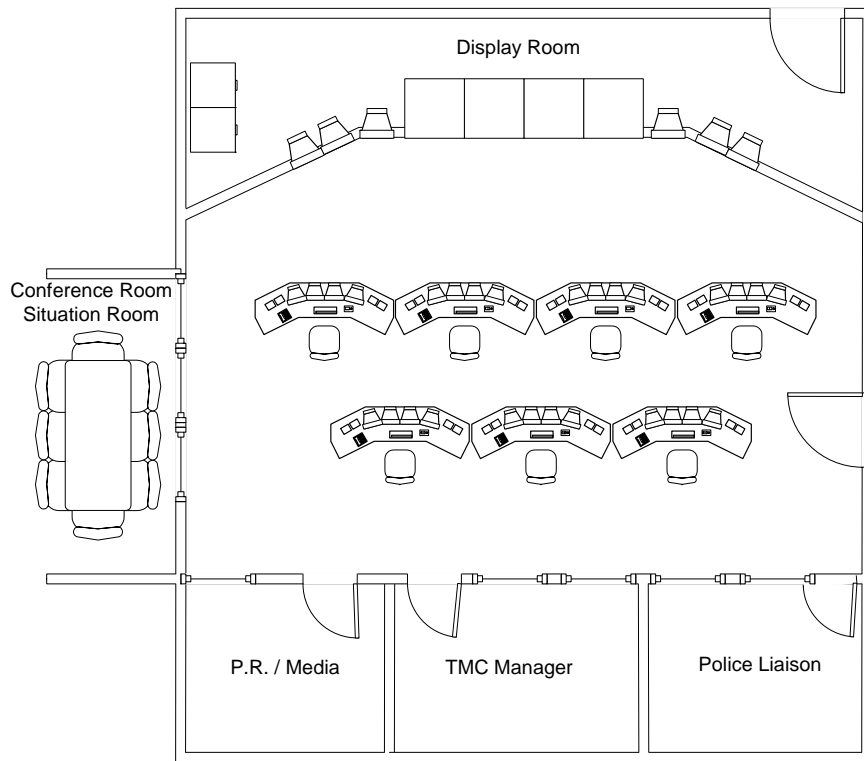 Display Room
Conference Room
Situation Room
P.R. / Media
TMC Manager
Police Liaison